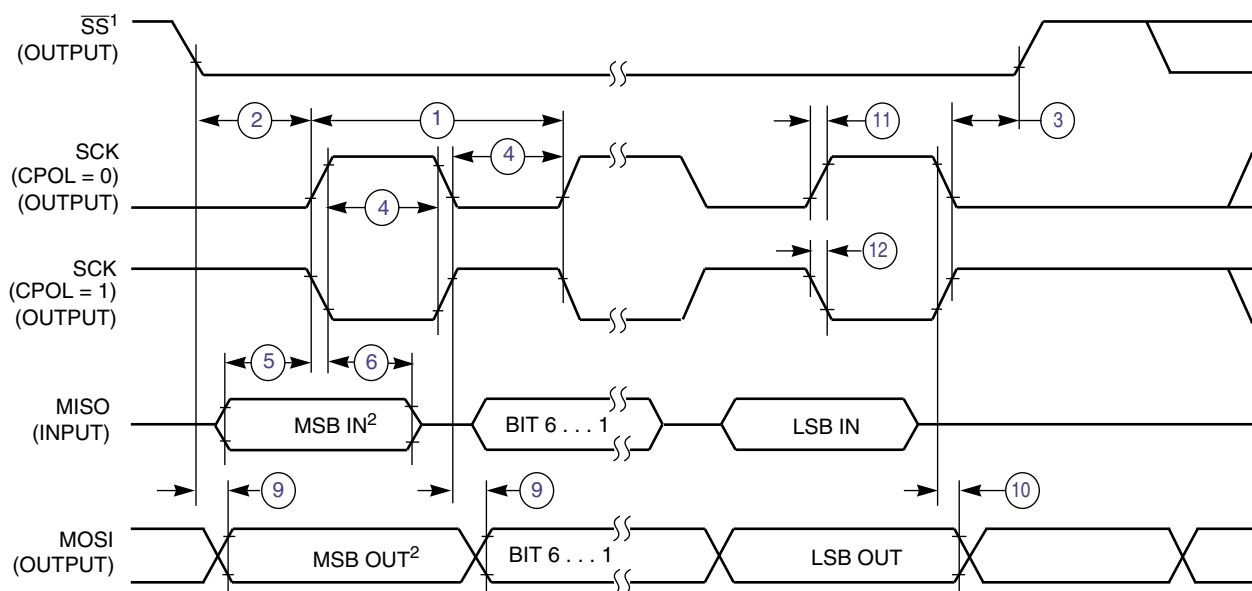 SS¹
(OUTPUT)
2
1
11
3
SCK
(CPOL = 0)
(OUTPUT)
4
4
SCK
(CPOL = 1)
(OUTPUT)
12
5
6
MISO
(INPUT)
MSB IN²
BIT 6 . . . 1
LSB IN
9
9
10
MOSI
(OUTPUT)
MSB OUT²
BIT 6 . . . 1
LSB OUT